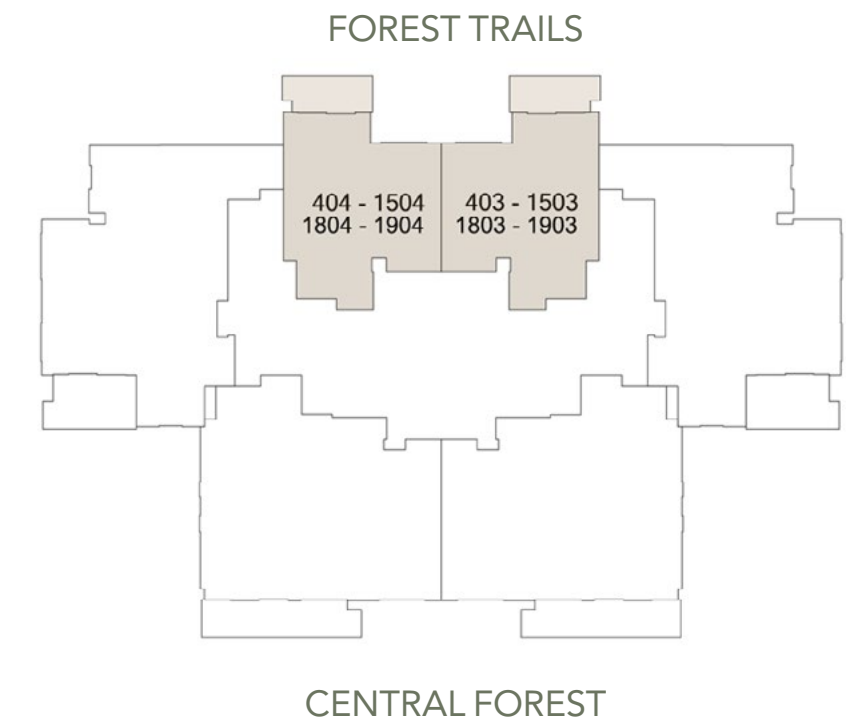 FOREST TRAILS
404 - 1504
1804 - 1904
403 - 1503
1803 - 1903
CENTRAL FOREST